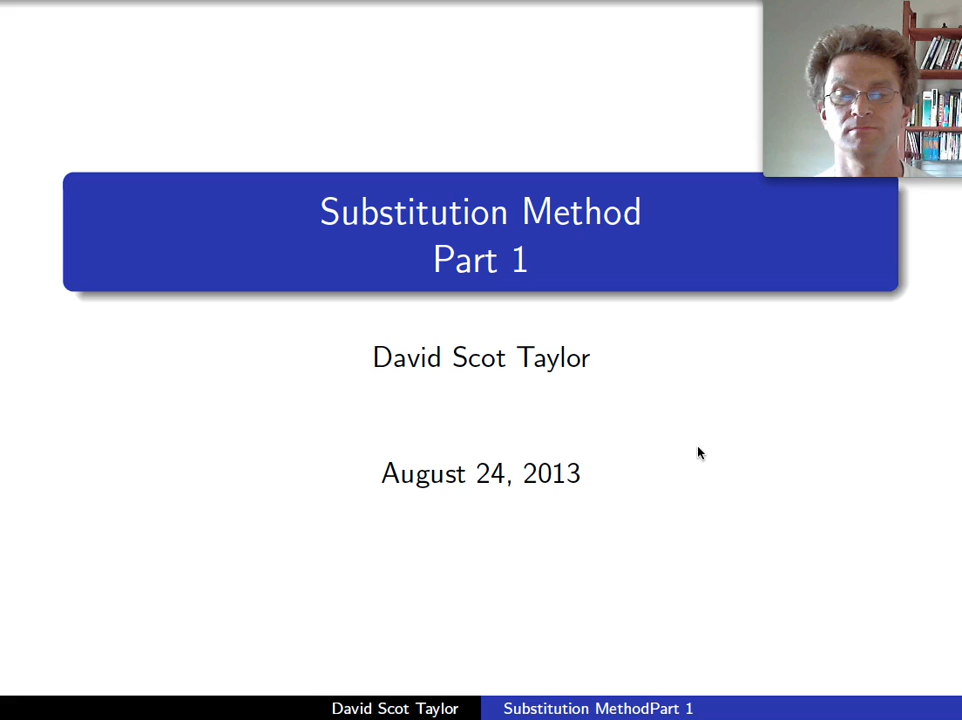 Substitution Method
Part 1
David Scot Taylor
August 24, 2013
David Scot Taylor
Substitution MethodPart 1